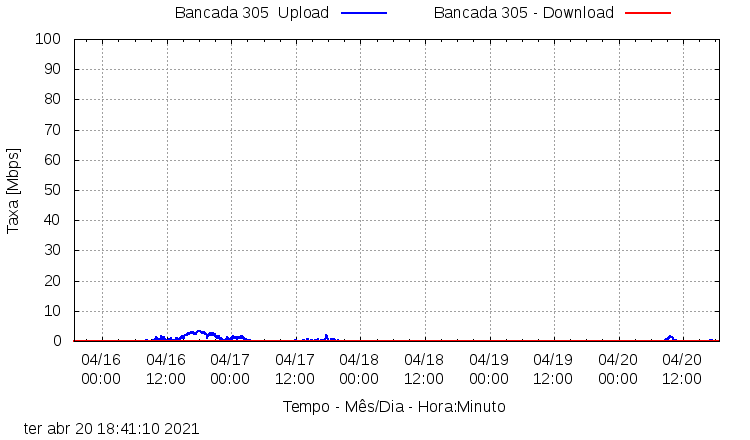 Bancada 305  Upload
Bancada 305 - Download
100
90
80
70
60
50
40
30
20
10
0
Taxa [Mbps]
04/16 04/16 04/17 04/17 04/18 04/18 04/19 04/19 04/20 04/20
00:00 12:00 00:00 12:00 00:00 12:00 00:00 12:00 00:00 12:00
Tempo - Mês/Dia - Hora:Minuto
ter abr 20 18:41:10 2021